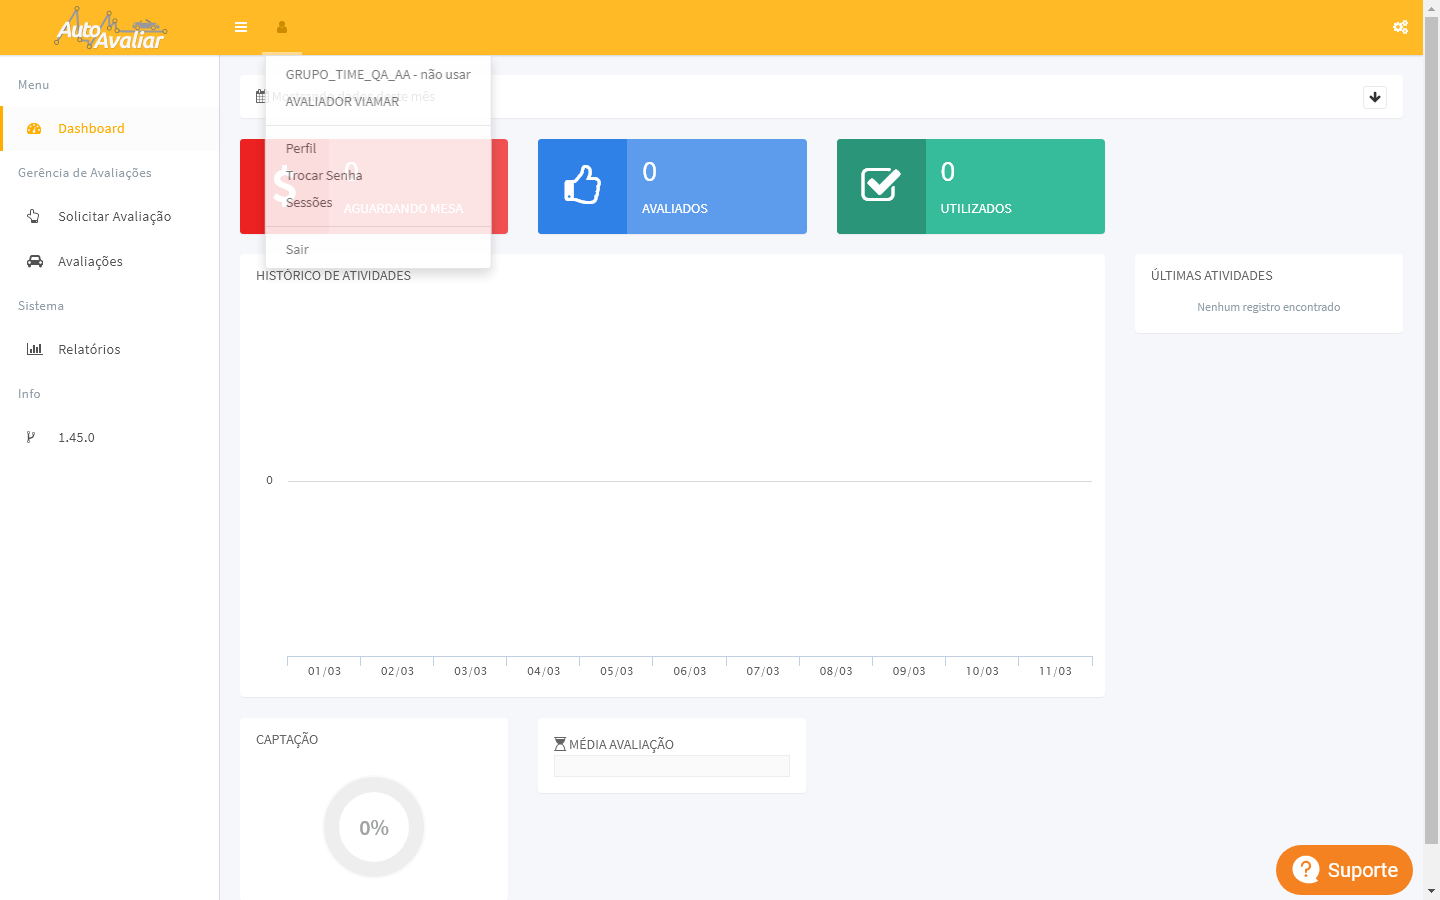 Auto Avaliar
Menu
Dashboard
Gerência de Avaliações
Solicitar Avaliação
Avaliações
Sistema
Relatórios
Info
1.45.0
GRUPO_TIME_QA_AA - não usar
AVALIADOR VIAMAR
Mostrando dados deste mês
Perfil
Trocar Senha
Sessões
Sair
0
AGUARDANDO MESA
0
AVALIADOS
0
UTILIZADOS
HISTÓRICO DE ATIVIDADES
0
01/03 02/03 03/03 04/03 05/03 06/03 07/03 08/03 09/03 10/03 11/03
ÚLTIMAS ATIVIDADES
Nenhum registro encontrado
CAPTAÇÃO
0%
MÉDIA AVALIAÇÃO
Suporte